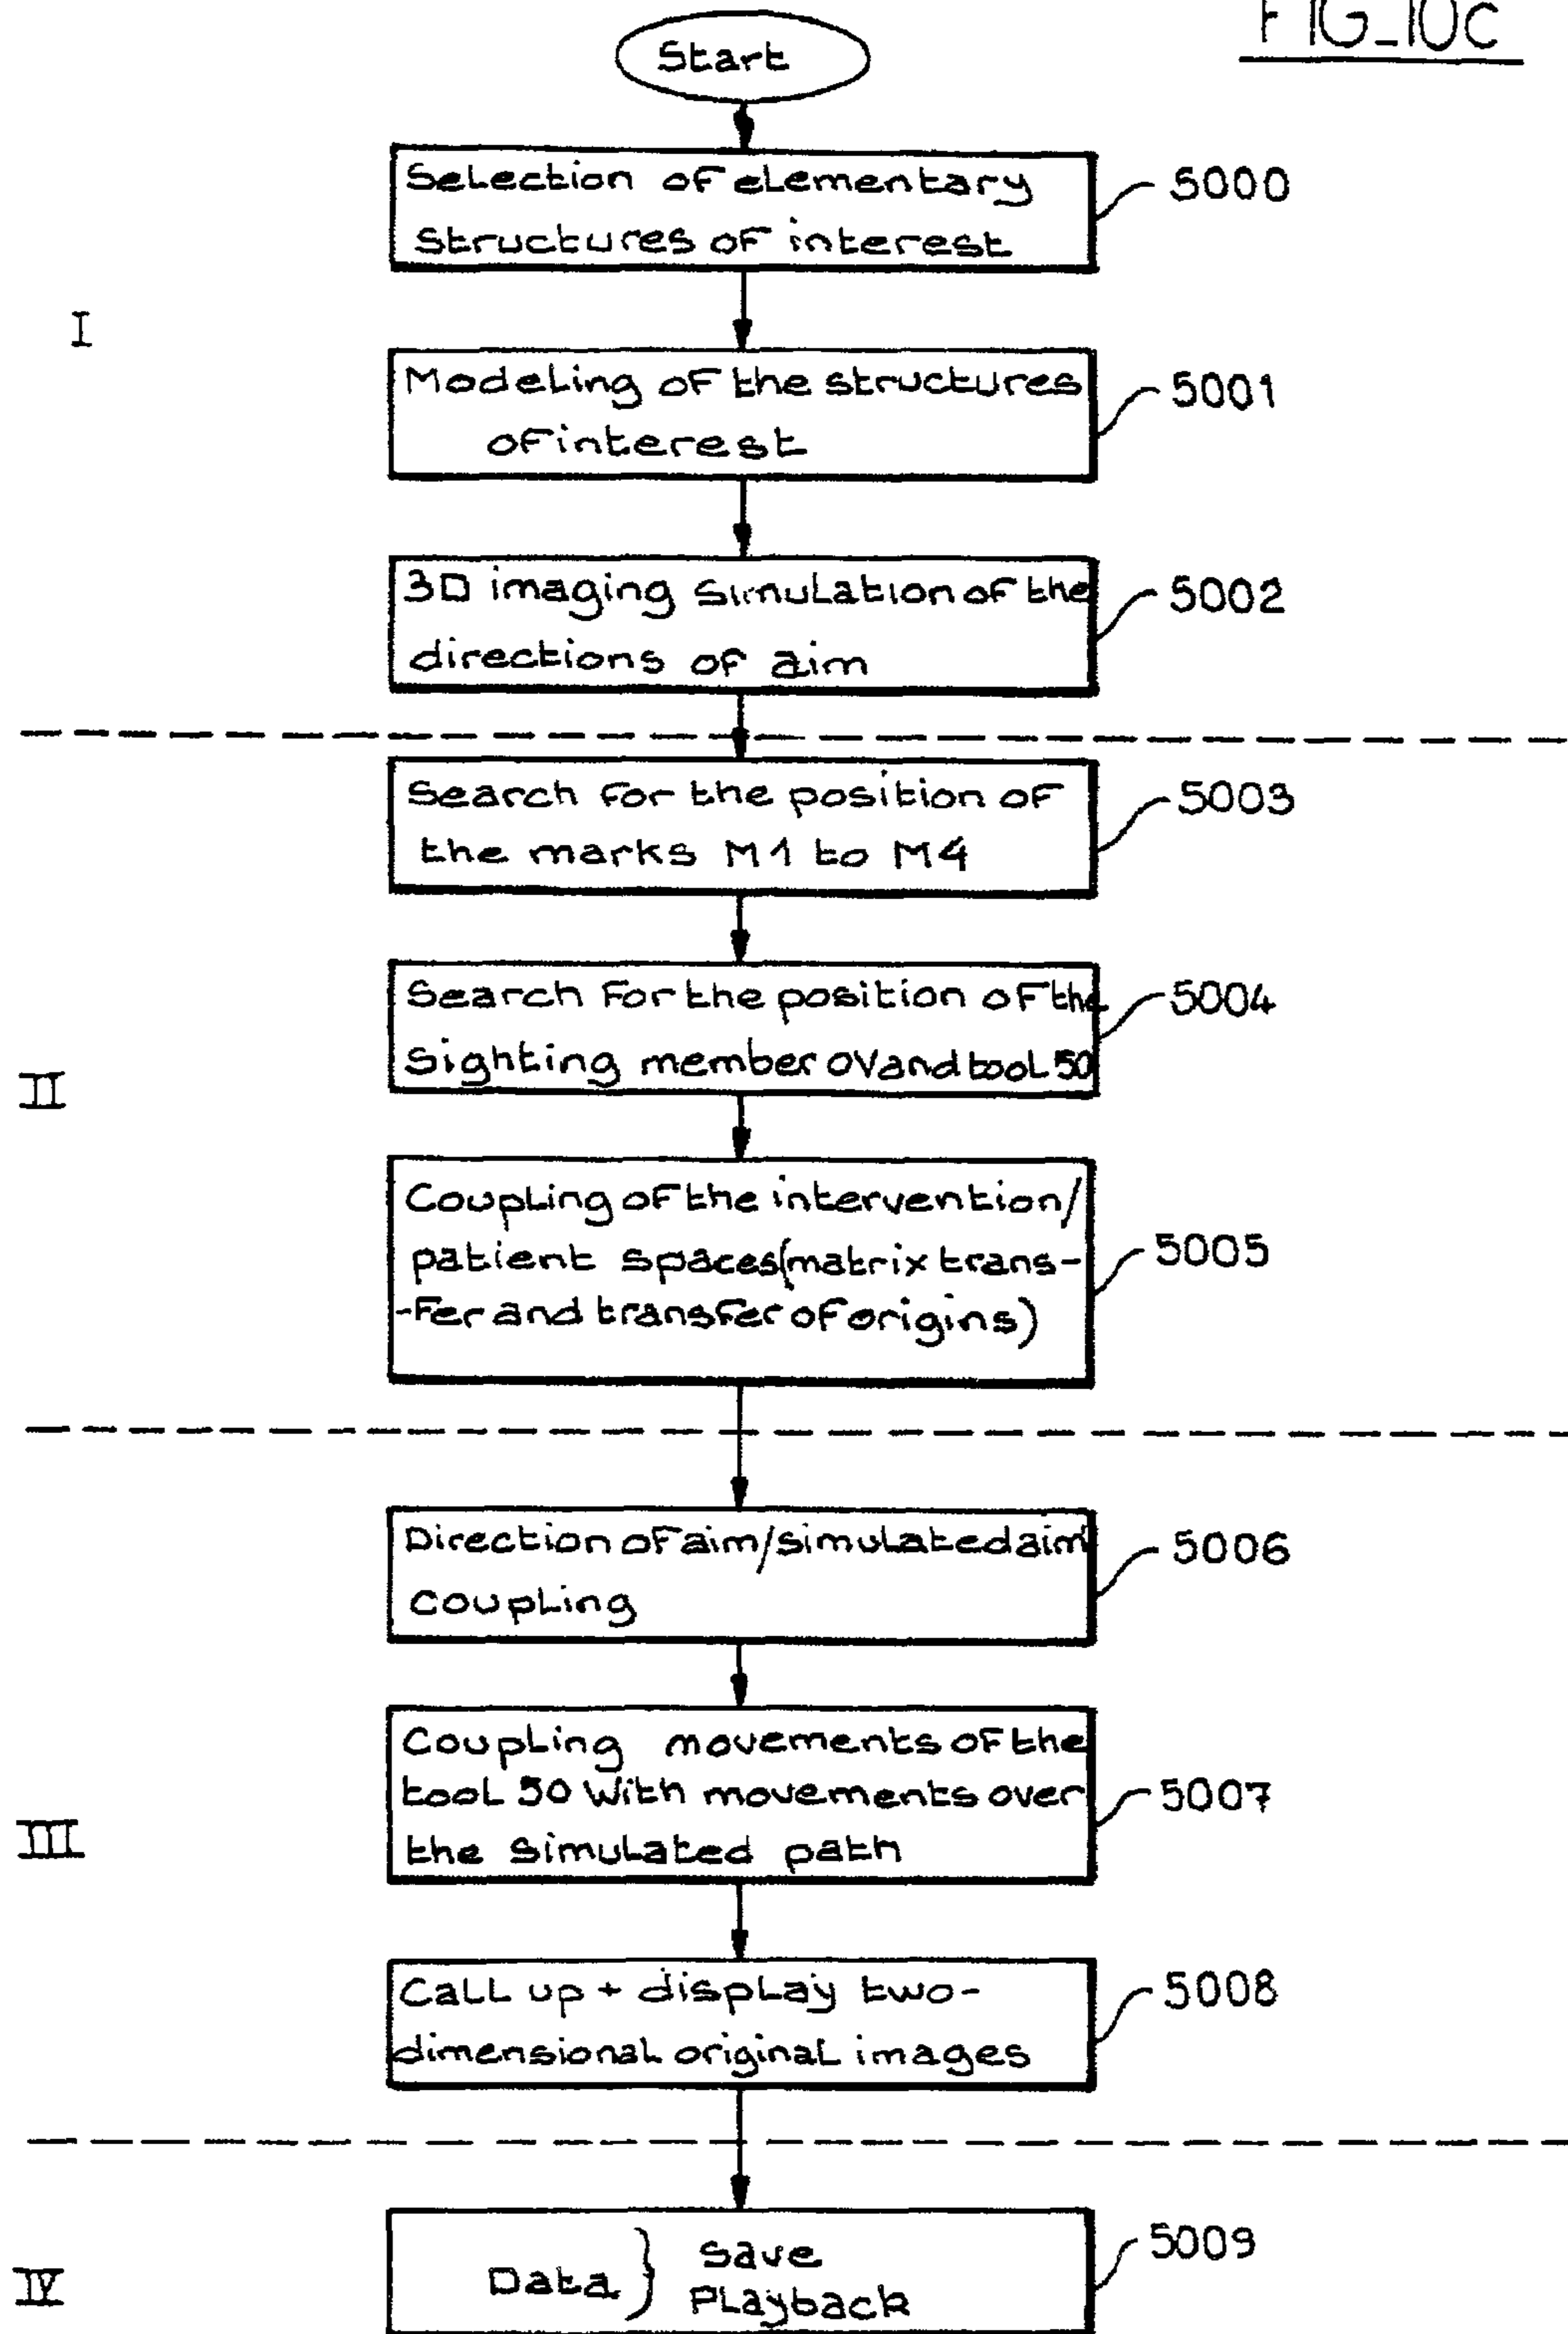 FIG_10c
Start
Selection of elementary
structures of interest
5000
I
Modeling of the structures
of interest
5001
3D imaging simulation of the
directions of aim
5002
Search for the position of
the marks M1 to M4
5003
Search for the position of the
sighting member OV and tool 50
5004
II
Coupling of the intervention/
patient spaces (matrix trans-
-fer and transfer of origins)
5005
Direction of aim/simulated aim
coupling
5006
Coupling movements of the
tool 50 with movements over
the simulated path
5007
III
Call up + display two-
dimensional original images
5008
Data } Save
Playback
5009
IV